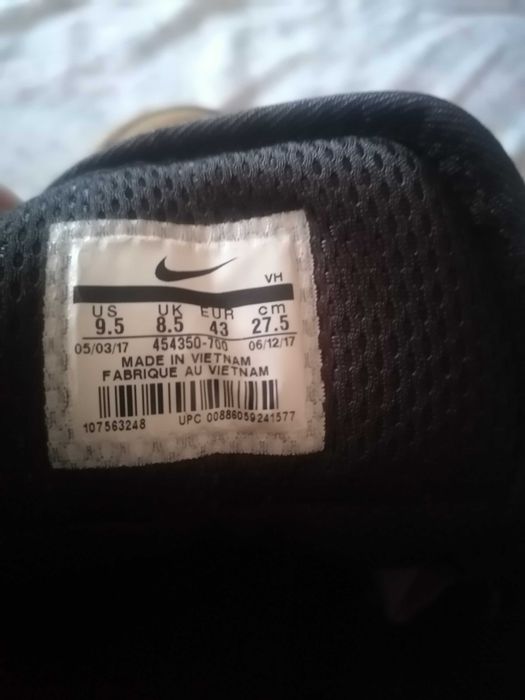 VH
US UK EUR cm
9.5 8.5 43 27.5
05/03/17 454350-700 06/12/17
MADE IN VIETNAM
FABRIQUE AU VIETNAM
107563248 UPC 00886059241577